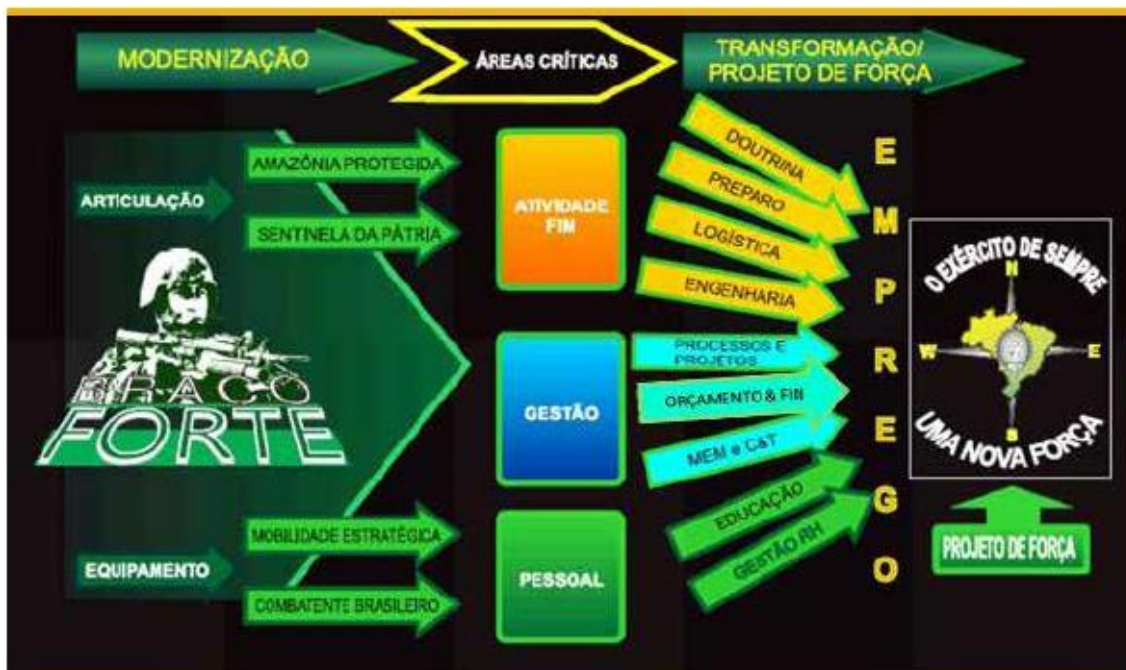 MODERNIZAÇÃO
ÁREAS CRÍTICAS
TRANSFORMAÇÃO/
PROJETO DE FORÇA
ARTICULAÇÃO
AMAZÔNIA PROTEGIDA
SENTINELA DA PÁTRIA
BRAÇO
FORTE
EQUIPAMENTO
MOBILIDADE ESTRATÉGICA
COMBATENTE BRASILEIRO
ATIVIDADE
FIM
GESTÃO
PESSOAL
DOUTRINA
PREPARO
LOGÍSTICA
ENGENHARIA
PROCESSOS E
PROJETOS
ORÇAMENTO & FIN
MEM e C&T
EDUCAÇÃO
GESTÃO RH
E
M
P
R
E
G
O
O EXÉRCITO DE SEMPRE
N
W
E
S
UMA NOVA FORÇA
PROJETO DE FORÇA